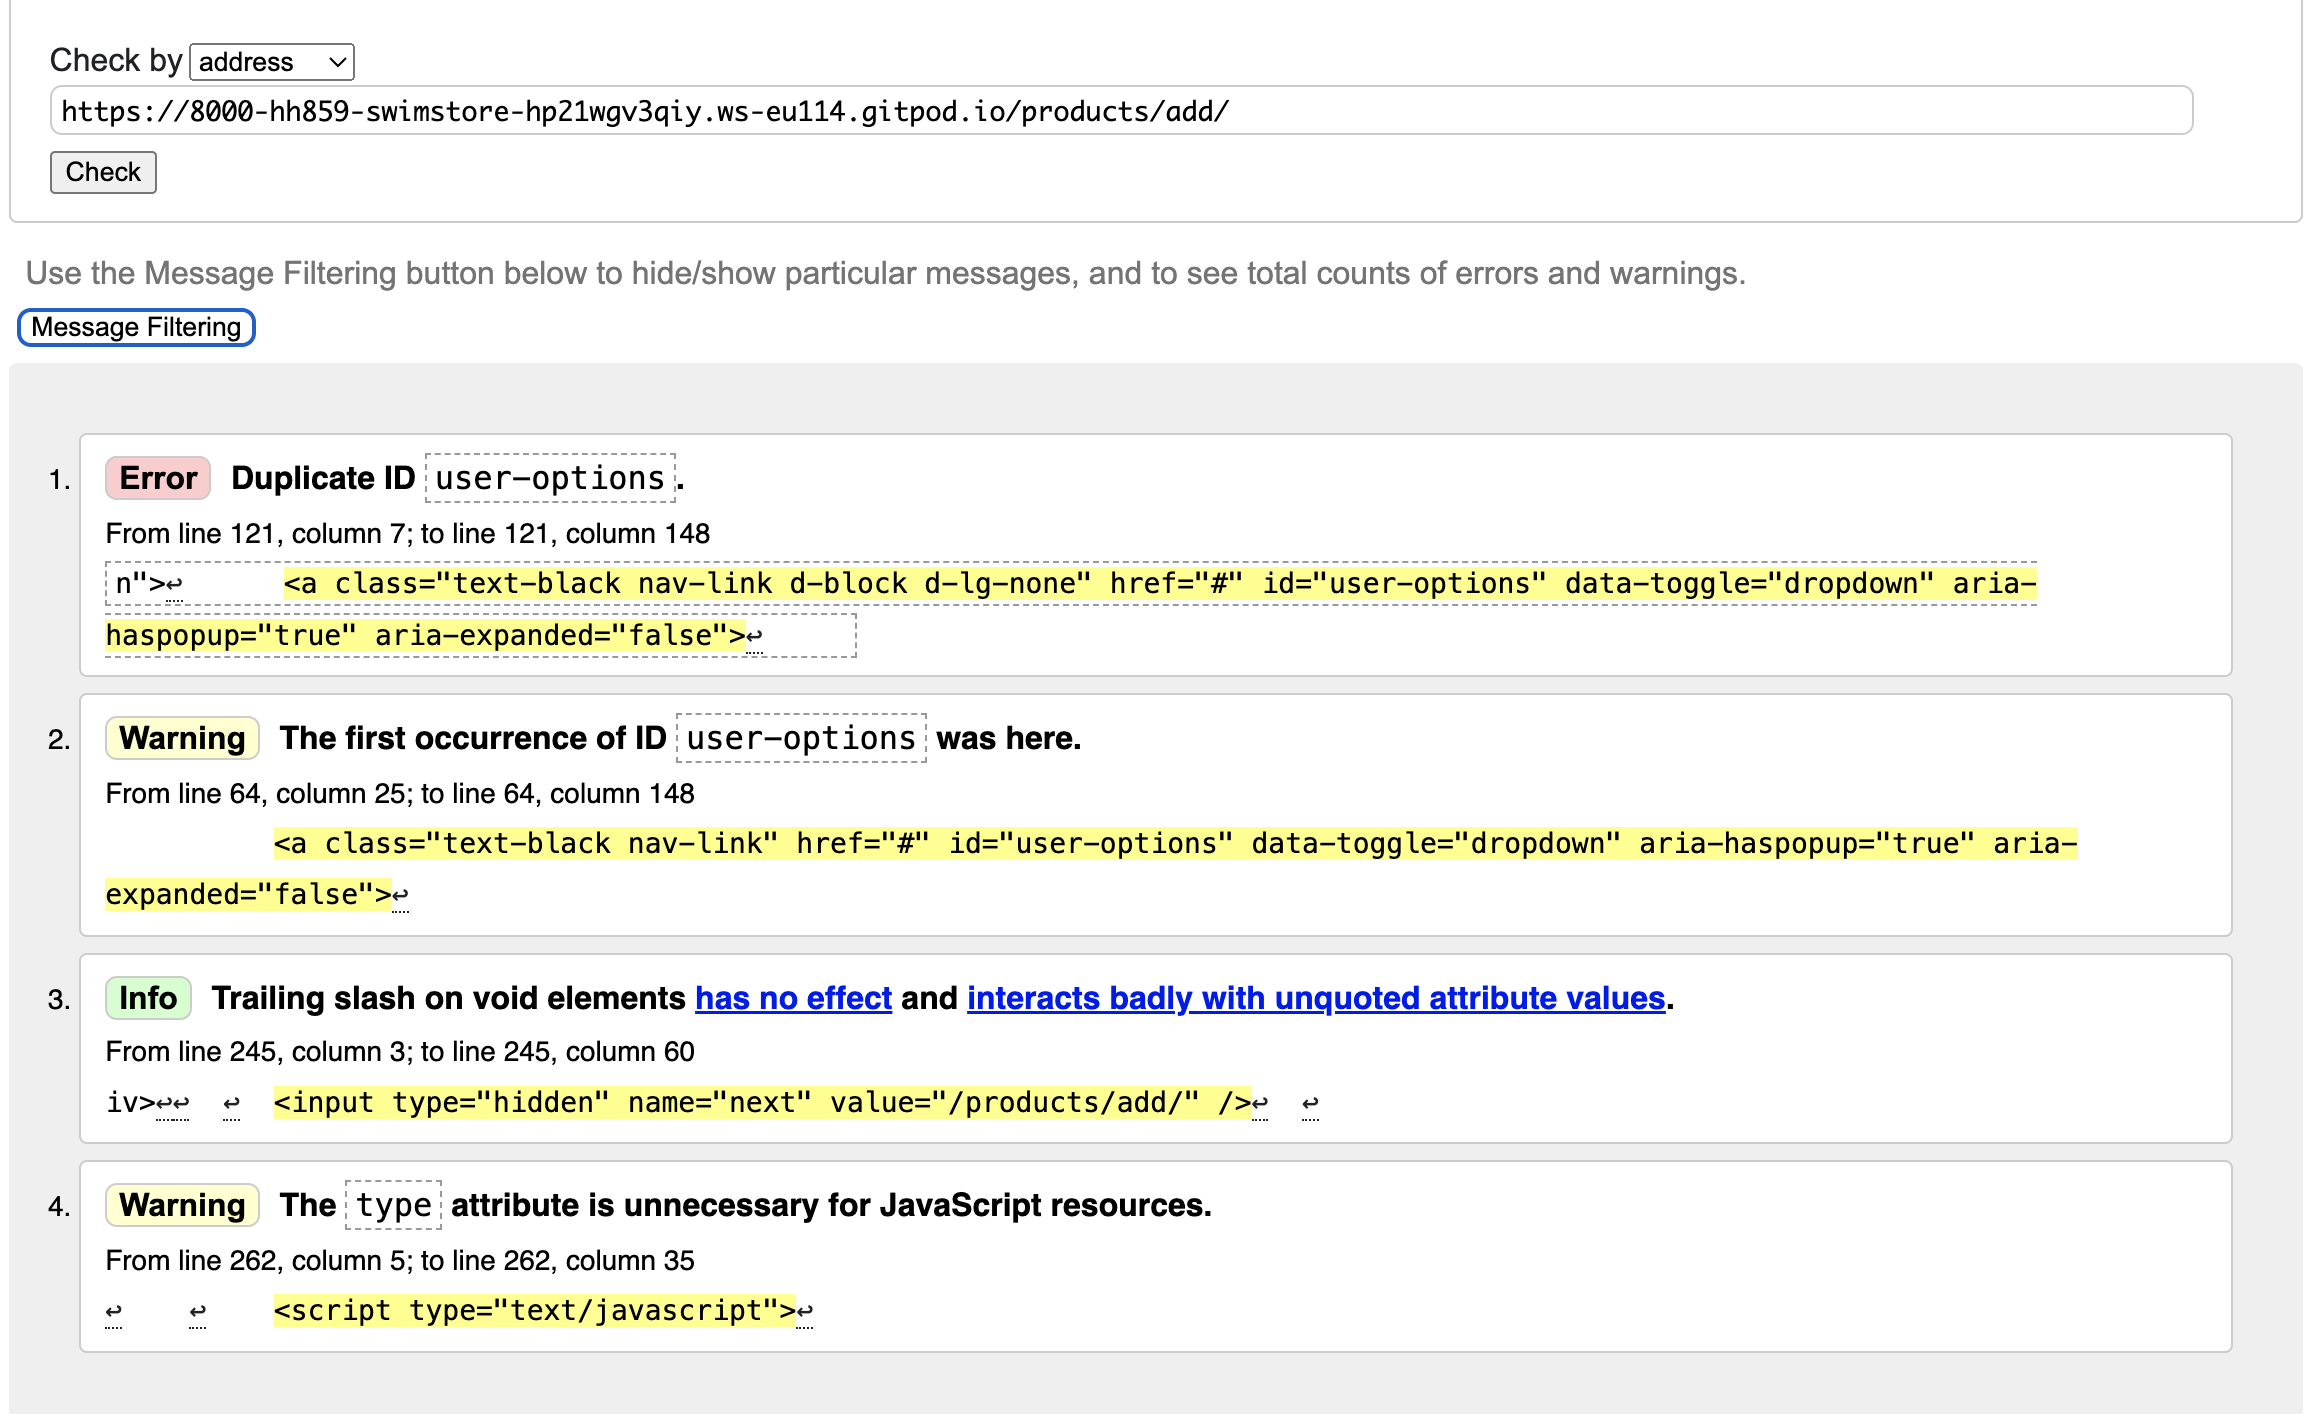 Check by address
https://8000-hh859-swimstore-hp21wgv3qiy.ws-eu114.gitpod.io/products/add/
Check
Use the Message Filtering button below to hide/show particular messages, and to see total counts of errors and warnings.
Message Filtering
1. Error Duplicate ID user-options.
From line 121, column 7; to line 121, column 148
n">↩ <a class="text-black nav-link d-block d-lg-none" href="#" id="user-options" data-toggle="dropdown" aria-
haspopup="true" aria-expanded="false">↩
2. Warning The first occurrence of ID user-options was here.
From line 64, column 25; to line 64, column 148
<a class="text-black nav-link" href="#" id="user-options" data-toggle="dropdown" aria-haspopup="true" aria-
expanded="false">↩
3. Info Trailing slash on void elements has no effect and interacts badly with unquoted attribute values.
From line 245, column 3; to line 245, column 60
iv>↩↩ ↩ <input type="hidden" name="next" value="/products/add/" />↩ ↩
4. Warning The type attribute is unnecessary for JavaScript resources.
From line 262, column 5; to line 262, column 35
↩ ↩ <script type="text/javascript">↩